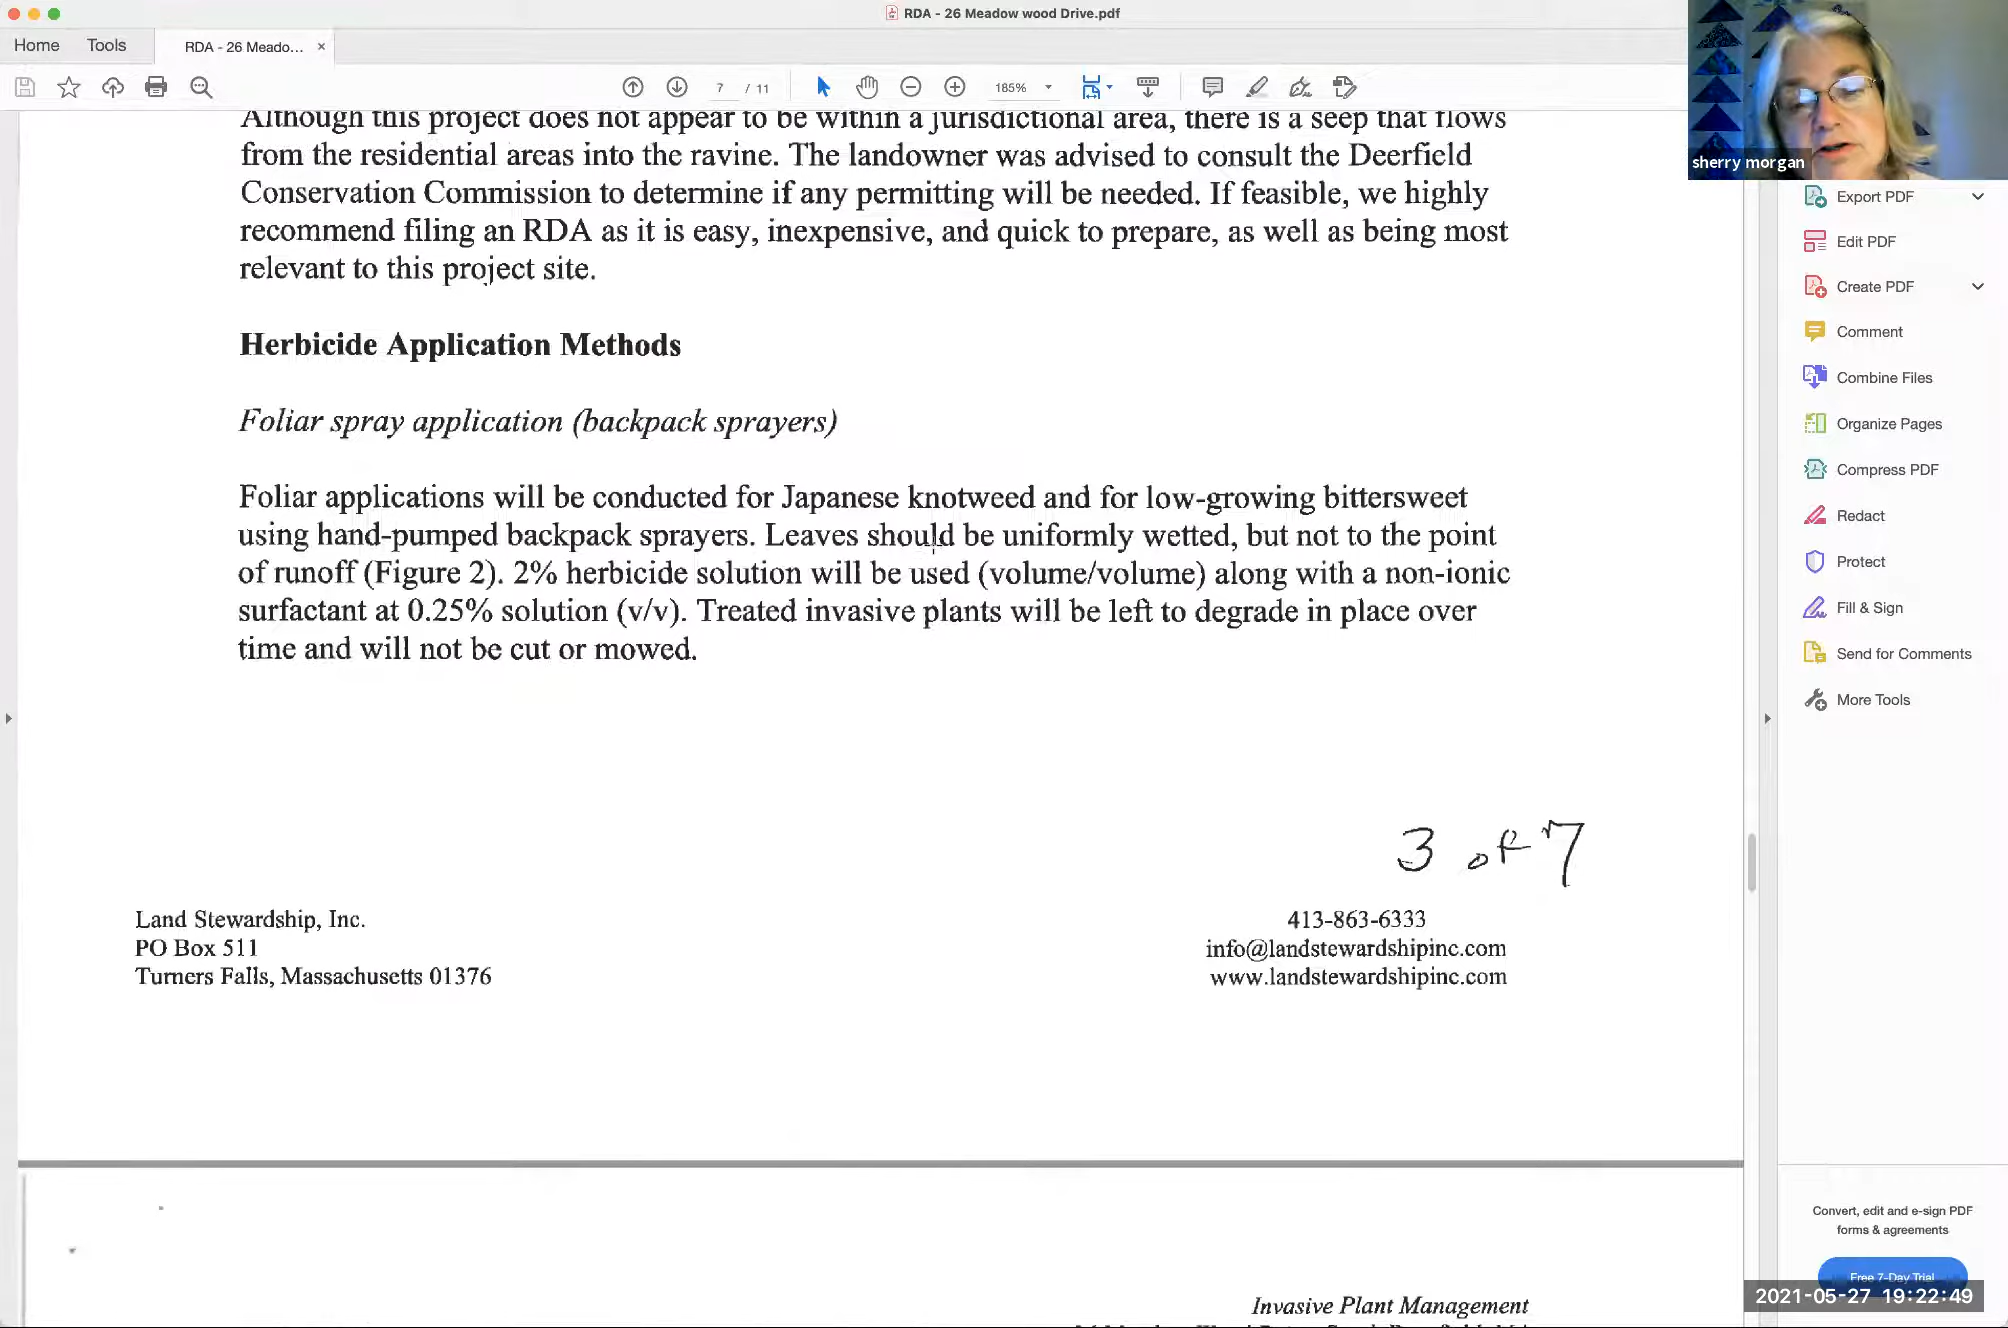 RDA - 26 Meadow wood Drive.pdf
Home Tools RDA - 26 Meado... ×
7 / 11 185%
sherry morgan
Although this project does not appear to be within a jurisdictional area, there is a seep that flows
from the residential areas into the ravine. The landowner was advised to consult the Deerfield
Conservation Commission to determine if any permitting will be needed. If feasible, we highly
recommend filing an RDA as it is easy, inexpensive, and quick to prepare, as well as being most
relevant to this project site.
Herbicide Application Methods
Foliar spray application (backpack sprayers)
Foliar applications will be conducted for Japanese knotweed and for low-growing bittersweet
using hand-pumped backpack sprayers. Leaves should be uniformly wetted, but not to the point
of runoff (Figure 2). 2% herbicide solution will be used (volume/volume) along with a non-ionic
surfactant at 0.25% solution (v/v). Treated invasive plants will be left to degrade in place over
time and will not be cut or mowed.
3 of 7
Land Stewardship, Inc.
PO Box 511
Turners Falls, Massachusetts 01376
413-863-6333
info@landstewardshipinc.com
www.landstewardshipinc.com
Invasive Plant Management
Export PDF
Edit PDF
Create PDF
Comment
Combine Files
Organize Pages
Compress PDF
Redact
Protect
Fill & Sign
Send for Comments
More Tools
Convert, edit and e-sign PDF
forms & agreements
Free 7-Day Trial
2021-05-27 19:22:49